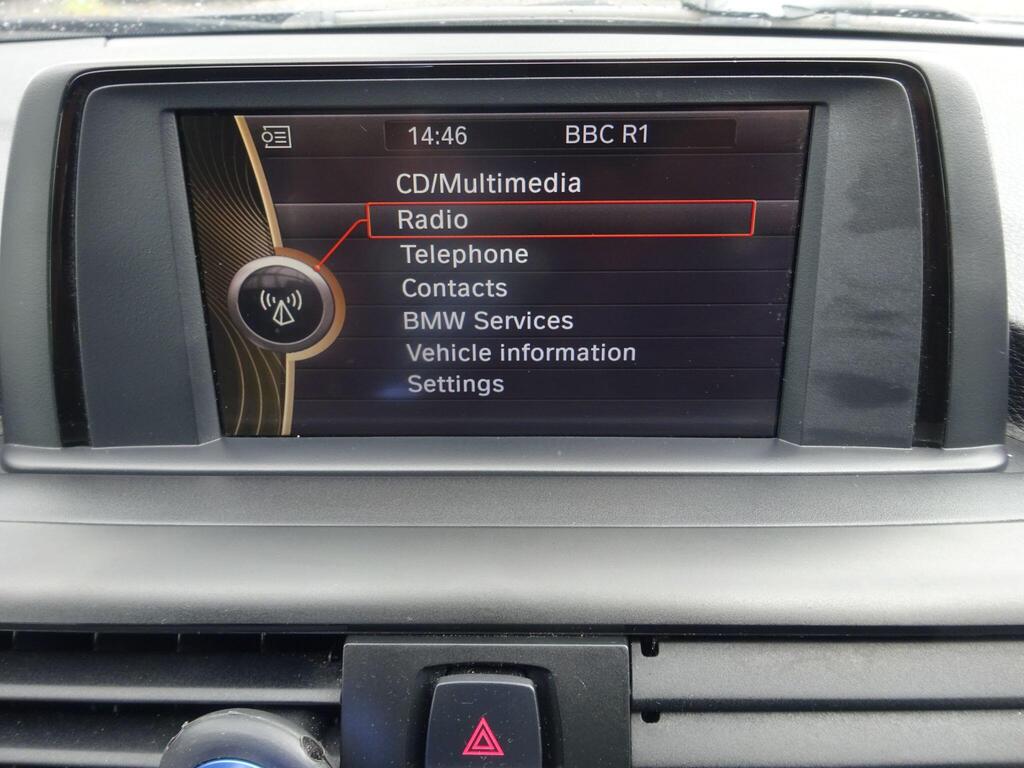 14:46 BBC R1
CD/Multimedia
Radio
Telephone
Contacts
BMW Services
Vehicle information
Settings